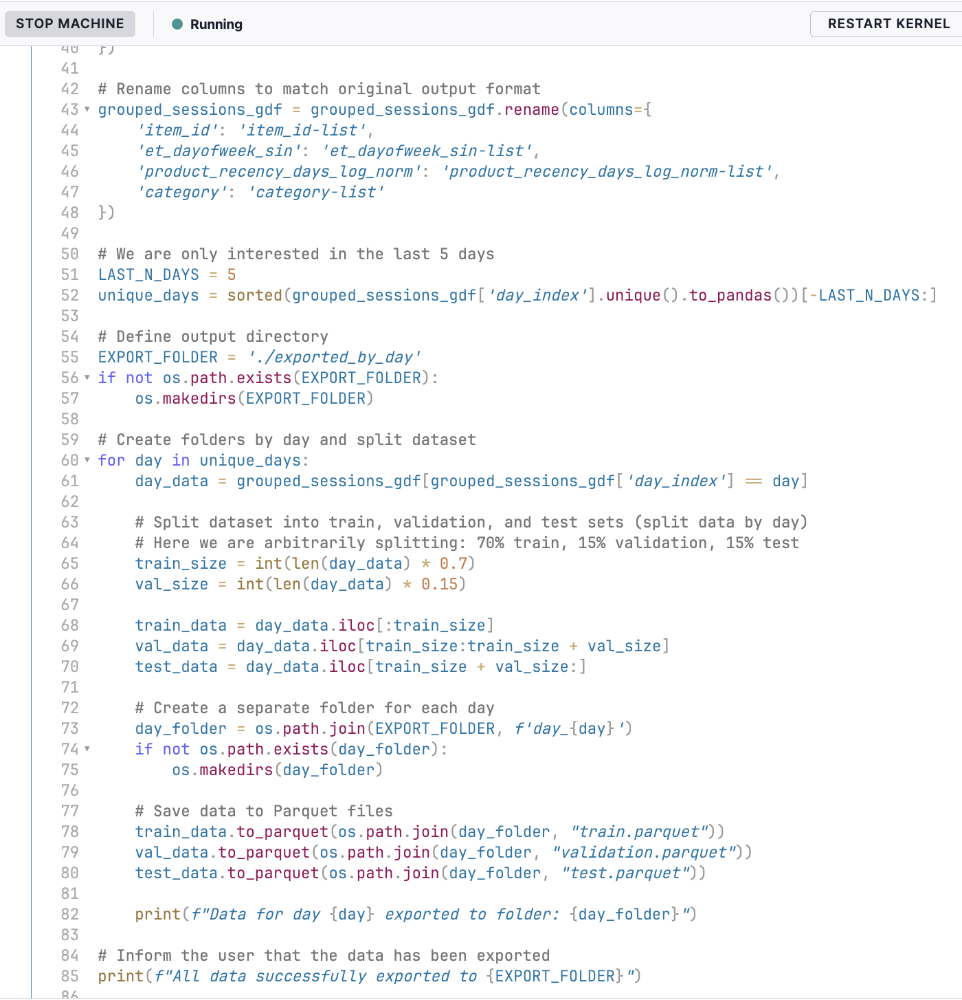 STOP MACHINE
Running
RESTART KERNEL
40 })
41
42 # Rename columns to match original output format
43 grouped_sessions_gdf = grouped_sessions_gdf.rename(columns={
44     'item_id': 'item_id-list',
45     'et_dayofweek_sin': 'et_dayofweek_sin-list',
46     'product_recency_days_log_norm': 'product_recency_days_log_norm-list',
47     'category': 'category-list'
48 })
49
50 # We are only interested in the last 5 days
51 LAST_N_DAYS = 5
52 unique_days = sorted(grouped_sessions_gdf['day_index'].unique().to_pandas())[-LAST_N_DAYS:]
53
54 # Define output directory
55 EXPORT_FOLDER = './exported_by_day'
56 if not os.path.exists(EXPORT_FOLDER):
57     os.makedirs(EXPORT_FOLDER)
58
59 # Create folders by day and split dataset
60 for day in unique_days:
61     day_data = grouped_sessions_gdf[grouped_sessions_gdf['day_index'] == day]
62
63     # Split dataset into train, validation, and test sets (split data by day)
64     # Here we are arbitrarily splitting: 70% train, 15% validation, 15% test
65     train_size = int(len(day_data) * 0.7)
66     val_size = int(len(day_data) * 0.15)
67
68     train_data = day_data.iloc[:train_size]
69     val_data = day_data.iloc[train_size:train_size + val_size]
70     test_data = day_data.iloc[train_size + val_size:]
71
72     # Create a separate folder for each day
73     day_folder = os.path.join(EXPORT_FOLDER, f'day_{day}')
74     if not os.path.exists(day_folder):
75         os.makedirs(day_folder)
76
77     # Save data to Parquet files
78     train_data.to_parquet(os.path.join(day_folder, "train.parquet"))
79     val_data.to_parquet(os.path.join(day_folder, "validation.parquet"))
80     test_data.to_parquet(os.path.join(day_folder, "test.parquet"))
81
82     print(f"Data for day {day} exported to folder: {day_folder}")
83
84 # Inform the user that the data has been exported
85 print(f"All data successfully exported to {EXPORT_FOLDER}")
86